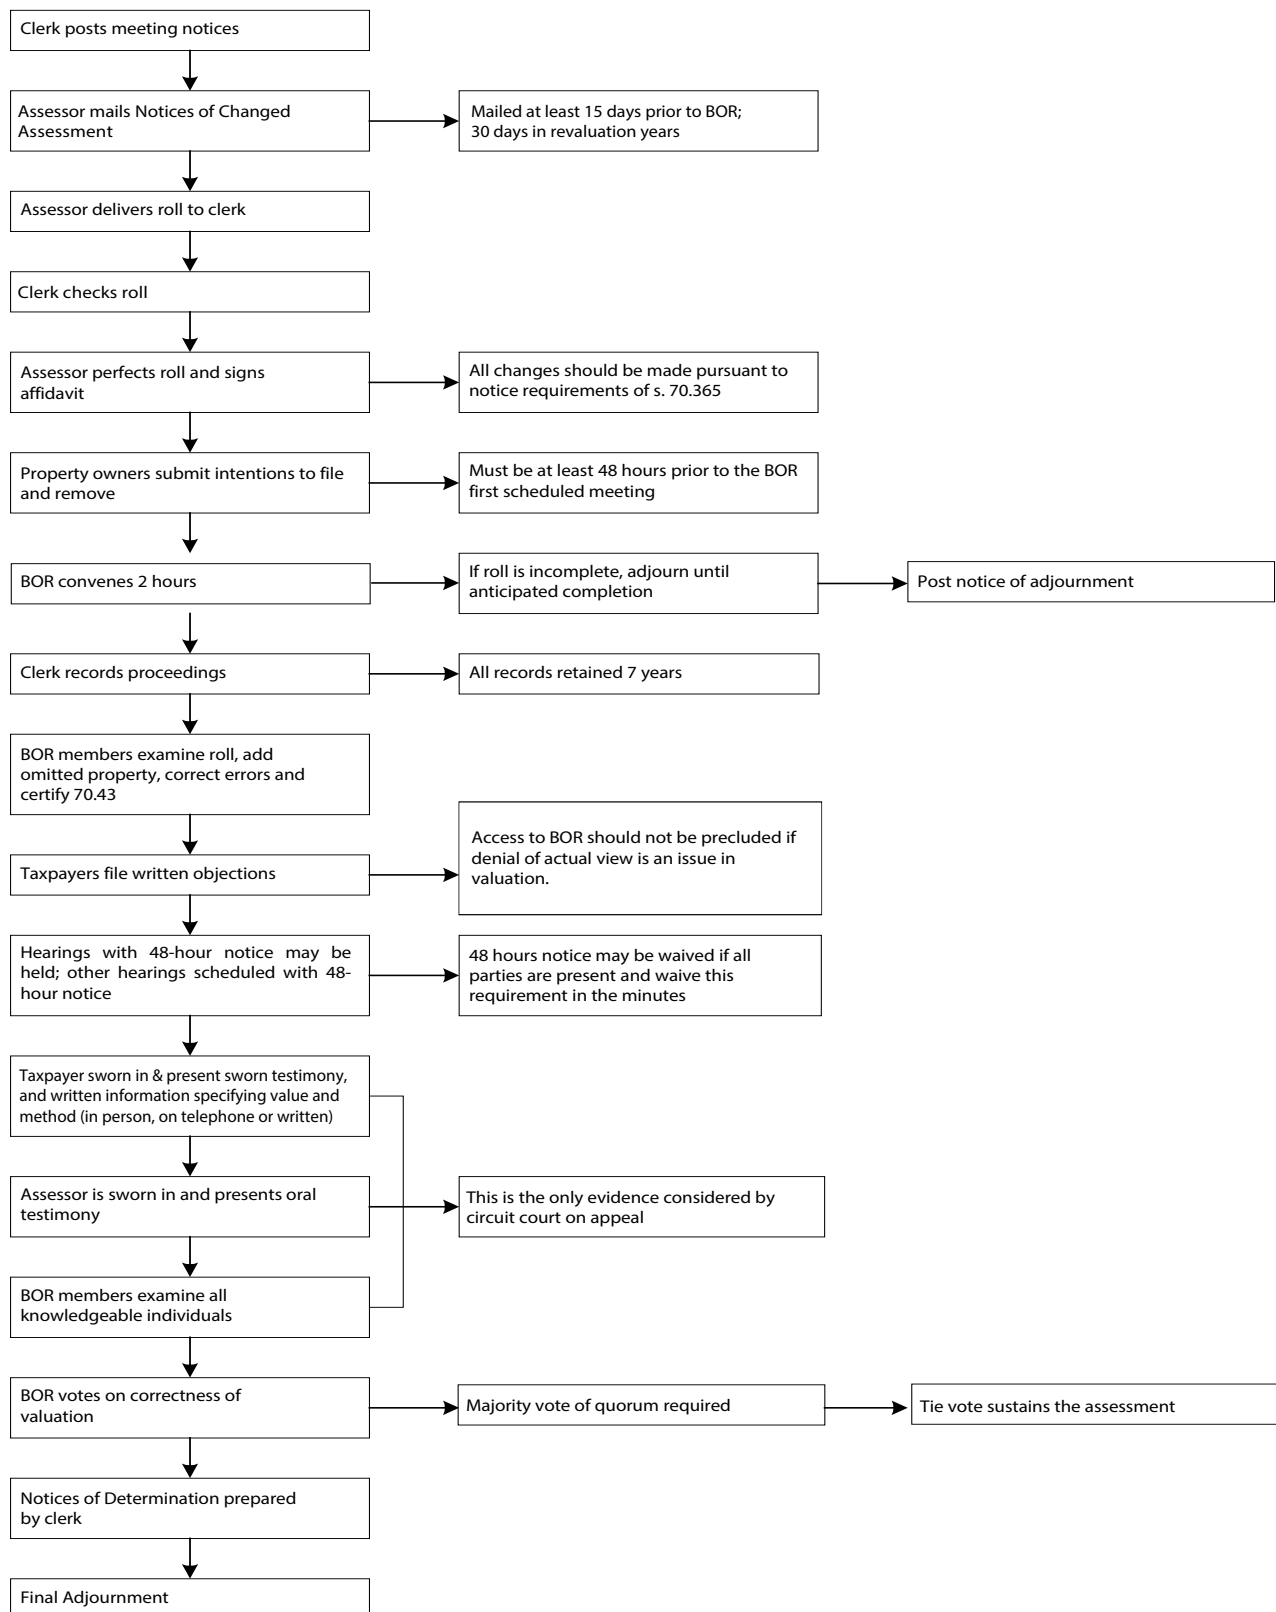 Clerk posts meeting notices
Assessor mails Notices of Changed
Assessment
Mailed at least 15 days prior to BOR;
30 days in revaluation years
Assessor delivers roll to clerk
Clerk checks roll
Assessor perfects roll and signs
affidavit
All changes should be made pursuant to
notice requirements of s. 70.365
Property owners submit intentions to file
and remove
Must be at least 48 hours prior to the BOR
first scheduled meeting
BOR convenes 2 hours
If roll is incomplete, adjourn until
anticipated completion
Post notice of adjournment
Clerk records proceedings
All records retained 7 years
BOR members examine roll, add
omitted property, correct errors and
certify 70.43
Taxpayers file written objections
Access to BOR should not be precluded if
denial of actual view is an issue in
valuation.
Hearings with 48-hour notice may be
held; other hearings scheduled with 48-
hour notice
48 hours notice may be waived if all
parties are present and waive this
requirement in the minutes
Taxpayer sworn in & present sworn testimony,
and written information specifying value and
method (in person, on telephone or written)
Assessor is sworn in and presents oral
testimony
This is the only evidence considered by
circuit court on appeal
BOR members examine all
knowledgeable individuals
BOR votes on correctness of
valuation
Majority vote of quorum required
Tie vote sustains the assessment
Notices of Determination prepared
by clerk
Final Adjournment